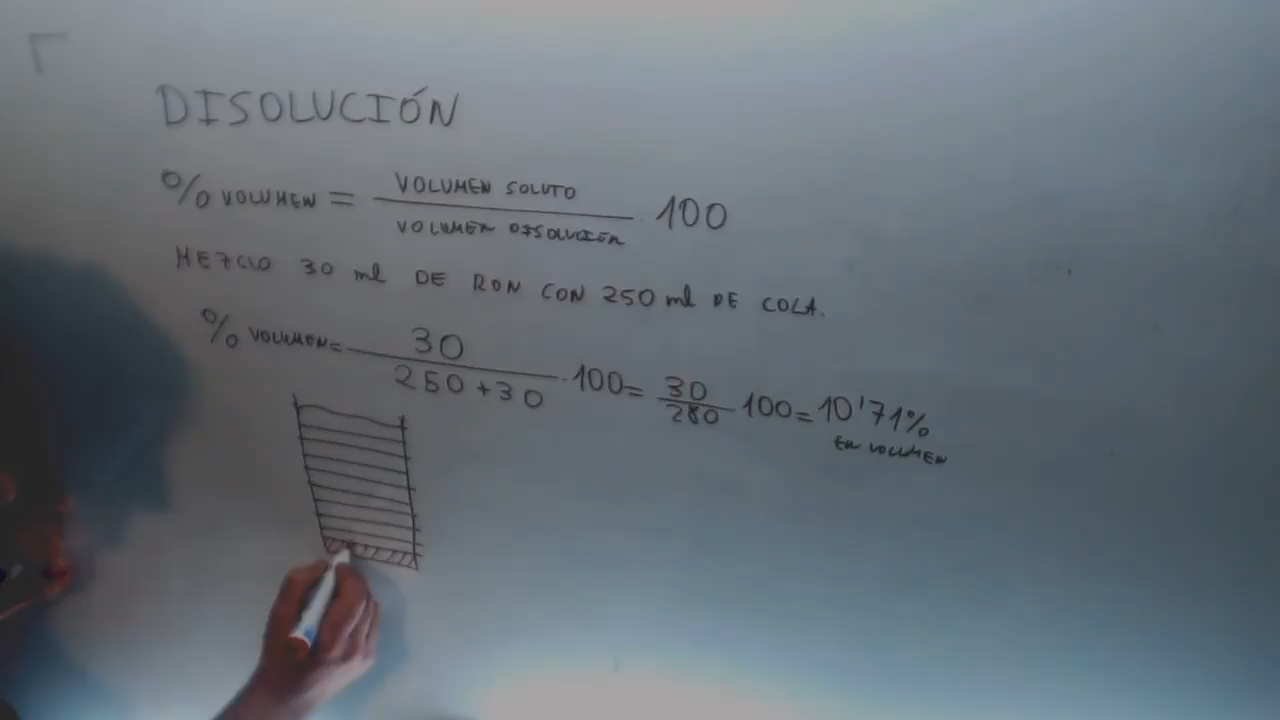 DISOLUCIÓN
% VOLUMEN = VOLUMEN SOLUTO / VOLUMEN DISOLUCIÓN · 100
MEZCLO 30 ml DE RON CON 250 ml DE COLA.
% VOLUMEN = 30 / 250 + 30 · 100 = 30 / 280 100 = 10'71%
EN VOLUMEN